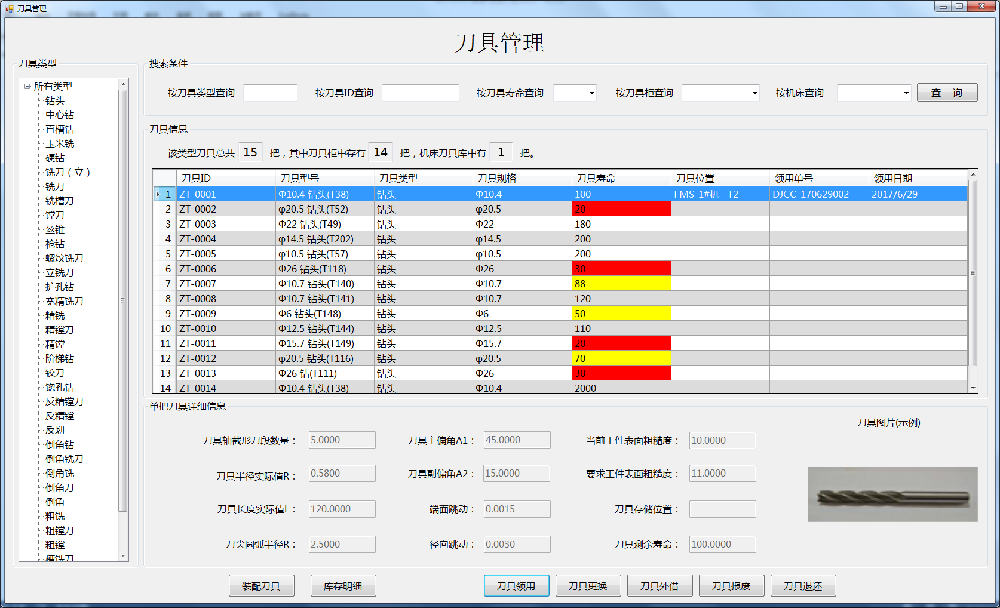 刀具管理
刀具管理
刀具类型
所有类型
钻头
中心钻
直槽钻
玉米铣
硬钻
铣刀（立）
铣刀
铣槽刀
镗刀
丝锥
枪钻
螺纹铣刀
立铣刀
扩孔钻
宽精铣刀
精铣
精镗刀
精镗
阶梯钻
铰刀
锪孔钻
反精镗刀
反精镗
反划
倒角钻
倒角铣刀
倒角铣
倒角刀
倒角
粗铣
粗镗刀
粗镗
槽铣刀
搜索条件
按刀具类型查询 按刀具ID查询 按刀具寿命查询 按刀具柜查询 按机床查询 查 询
刀具信息
该类型刀具总共 15 把，其中刀具柜中存有 14 把，机床刀具库中有 1 把。
刀具ID 刀具型号 刀具类型 刀具规格 刀具寿命 刀具位置 领用单号 领用日期
1 ZT-0001 Φ10.4 钻头(T38) 钻头 Φ10.4 100 FMS-1#机--T2 DJCC_170629002 2017/6/29
2 ZT-0002 φ20.5 钻头(T52) 钻头 φ20.5 20
3 ZT-0003 Φ22 钻头(T49) 钻头 Φ22 180
4 ZT-0004 φ14.5 钻头(T202) 钻头 φ14.5 200
5 ZT-0005 φ10.5 钻头(T57) 钻头 φ10.5 200
6 ZT-0006 Φ26 钻头(T118) 钻头 Φ26 30
7 ZT-0007 Φ10.7 钻头(T140) 钻头 Φ10.7 88
8 ZT-0008 Φ10.7 钻头(T141) 钻头 Φ10.7 120
9 ZT-0009 Φ6 钻头(T148) 钻头 Φ6 50
10 ZT-0010 Φ12.5 钻头(T144) 钻头 Φ12.5 110
11 ZT-0011 Φ15.7 钻头(T149) 钻头 Φ15.7 20
12 ZT-0012 φ20.5 钻头(T116) 钻头 φ20.5 70
13 ZT-0013 Φ26 钻(T111) 钻头 Φ26 30
14 ZT-0014 Φ10.4 钻头(T38) 钻头 Φ10.4 2000
单把刀具详细信息
刀具轴截形刀段数量： 5.0000 刀具主偏角A1： 45.0000 当前工件表面粗糙度： 10.0000
刀具半径实际值R： 0.5800 刀具副偏角A2： 15.0000 要求工件表面粗糙度： 11.0000
刀具长度实际值L： 120.0000 端面跳动： 0.0015 刀具存储位置：
刀尖圆弧半径R： 2.5000 径向跳动： 0.0030 刀具剩余寿命： 100.0000
刀具图片(示例)
装配刀具 库存明细 刀具领用 刀具更换 刀具外借 刀具报废 刀具退还